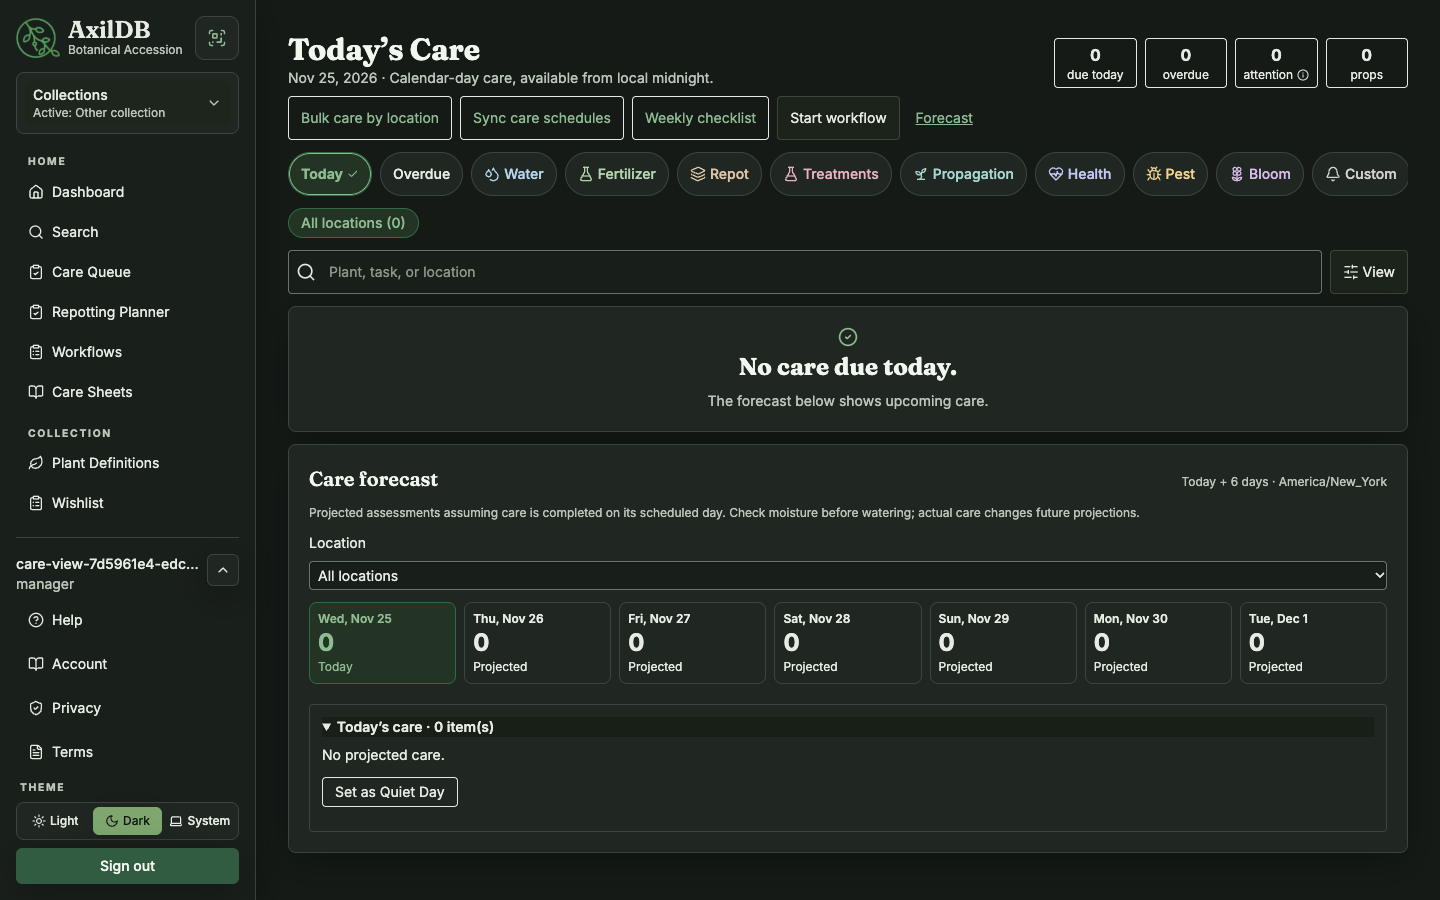 AxilDB
Botanical Accession
Collections
Active: Other collection
HOME
Dashboard
Search
Care Queue
Repotting Planner
Workflows
Care Sheets
COLLECTION
Plant Definitions
Wishlist
care-view-7d5961e4-edc...
manager
Help
Account
Privacy
Terms
THEME
Light Dark System
Sign out
Today’s Care
Nov 25, 2026 · Calendar-day care, available from local midnight.
0 due today
0 overdue
0 attention
0 props
Bulk care by location Sync care schedules Weekly checklist Start workflow Forecast
Today Overdue Water Fertilizer Repot Treatments Propagation Health Pest Bloom Custom
All locations (0)
Plant, task, or location
View
No care due today.
The forecast below shows upcoming care.
Care forecast
Today + 6 days · America/New_York
Projected assessments assuming care is completed on its scheduled day. Check moisture before watering; actual care changes future projections.
Location
All locations
Wed, Nov 25 0 Today
Thu, Nov 26 0 Projected
Fri, Nov 27 0 Projected
Sat, Nov 28 0 Projected
Sun, Nov 29 0 Projected
Mon, Nov 30 0 Projected
Tue, Dec 1 0 Projected
Today’s care · 0 item(s)
No projected care.
Set as Quiet Day